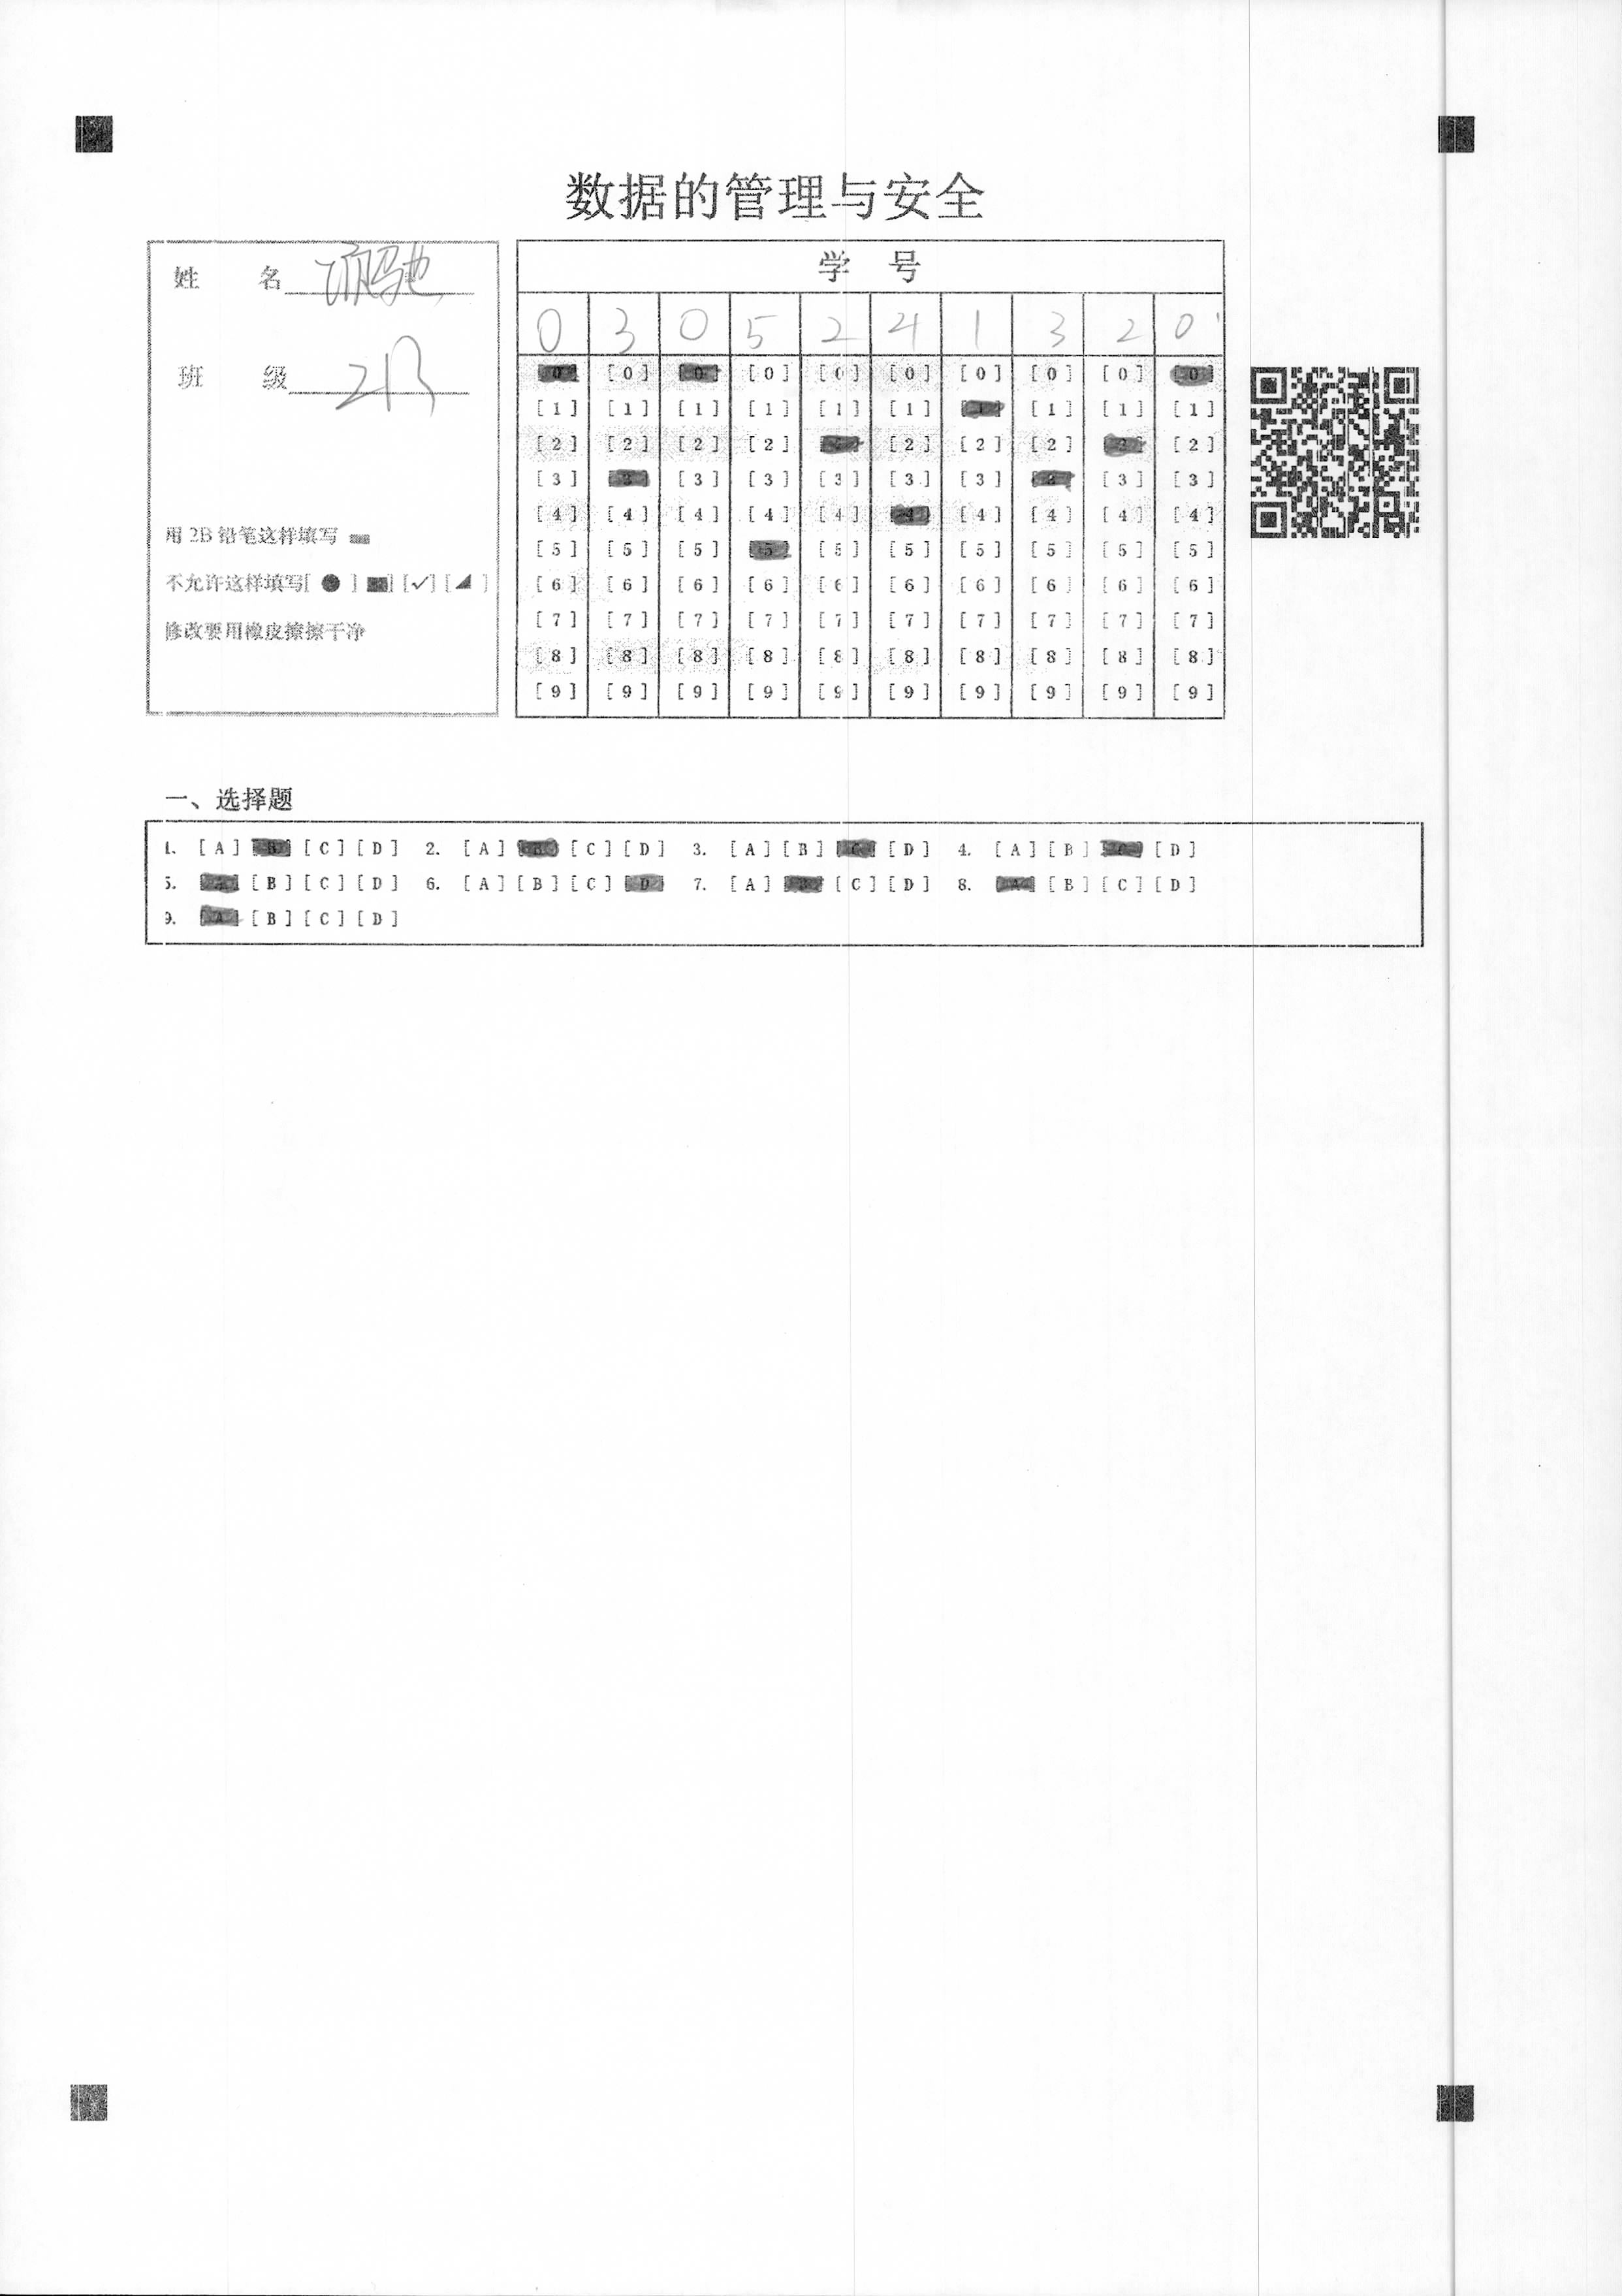 数据的管理与安全
姓 名
班 级
用 2B 铅笔这样填写
不允许这样填写[ ● ] [■] [✓] [◢ ]
修改要用橡皮擦擦干净
学 号
0 3 0 5 2 4 1 3 2 0
[0] [0] [0] [0] [0] [0] [0] [0] [0] [0]
[1] [1] [1] [1] [1] [1] [1] [1] [1] [1]
[2] [2] [2] [2] [2] [2] [2] [2] [2] [2]
[3] [3] [3] [3] [3] [3] [3] [3] [3] [3]
[4] [4] [4] [4] [4] [4] [4] [4] [4] [4]
[5] [5] [5] [5] [5] [5] [5] [5] [5] [5]
[6] [6] [6] [6] [6] [6] [6] [6] [6] [6]
[7] [7] [7] [7] [7] [7] [7] [7] [7] [7]
[8] [8] [8] [8] [8] [8] [8] [8] [8] [8]
[9] [9] [9] [9] [9] [9] [9] [9] [9] [9]
一、选择题
1. [A] [B] [C] [D] 2. [A] [B] [C] [D] 3. [A] [B] [C] [D] 4. [A] [B] [C] [D]
5. [A] [B] [C] [D] 6. [A] [B] [C] [D] 7. [A] [B] [C] [D] 8. [A] [B] [C] [D]
9. [A] [B] [C] [D]